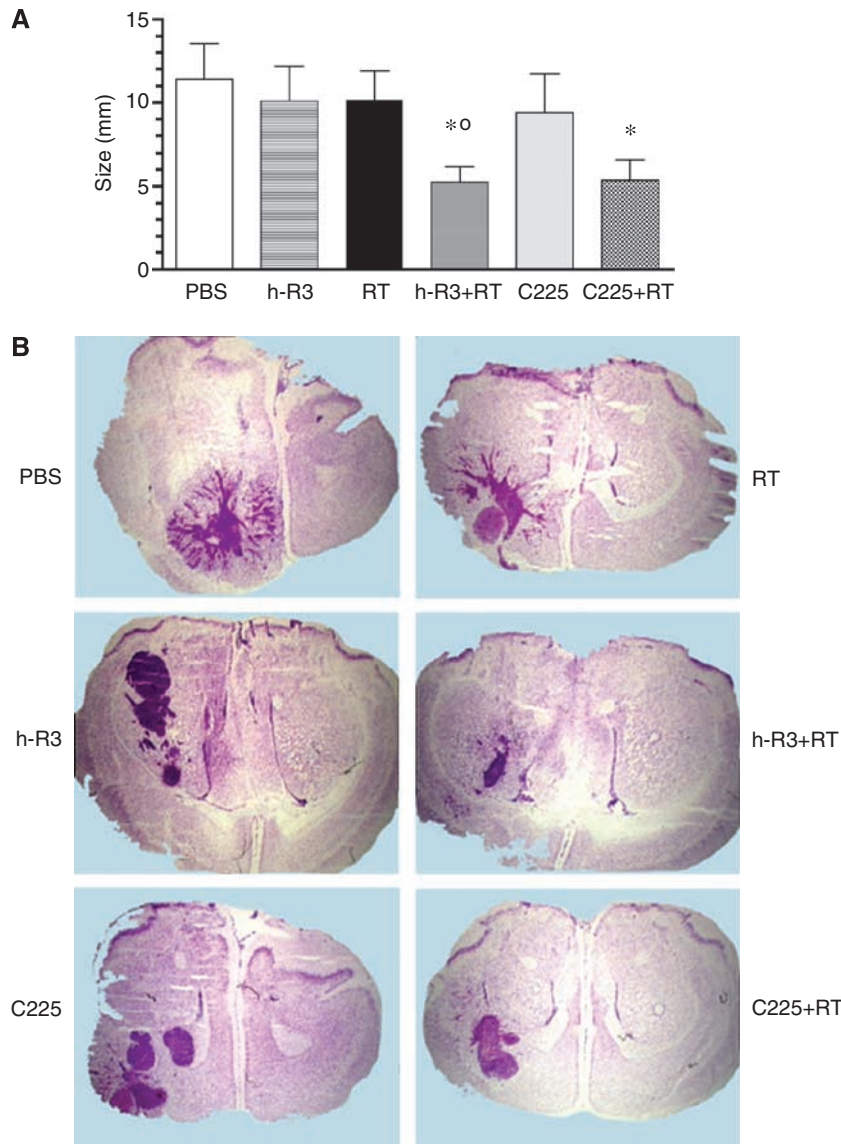 A
15
10
5
0
Size (mm)
*o
*
PBS h-R3 RT h-R3+RT C225 C225+RT
B
PBS
RT
h-R3
h-R3+RT
C225
C225+RT